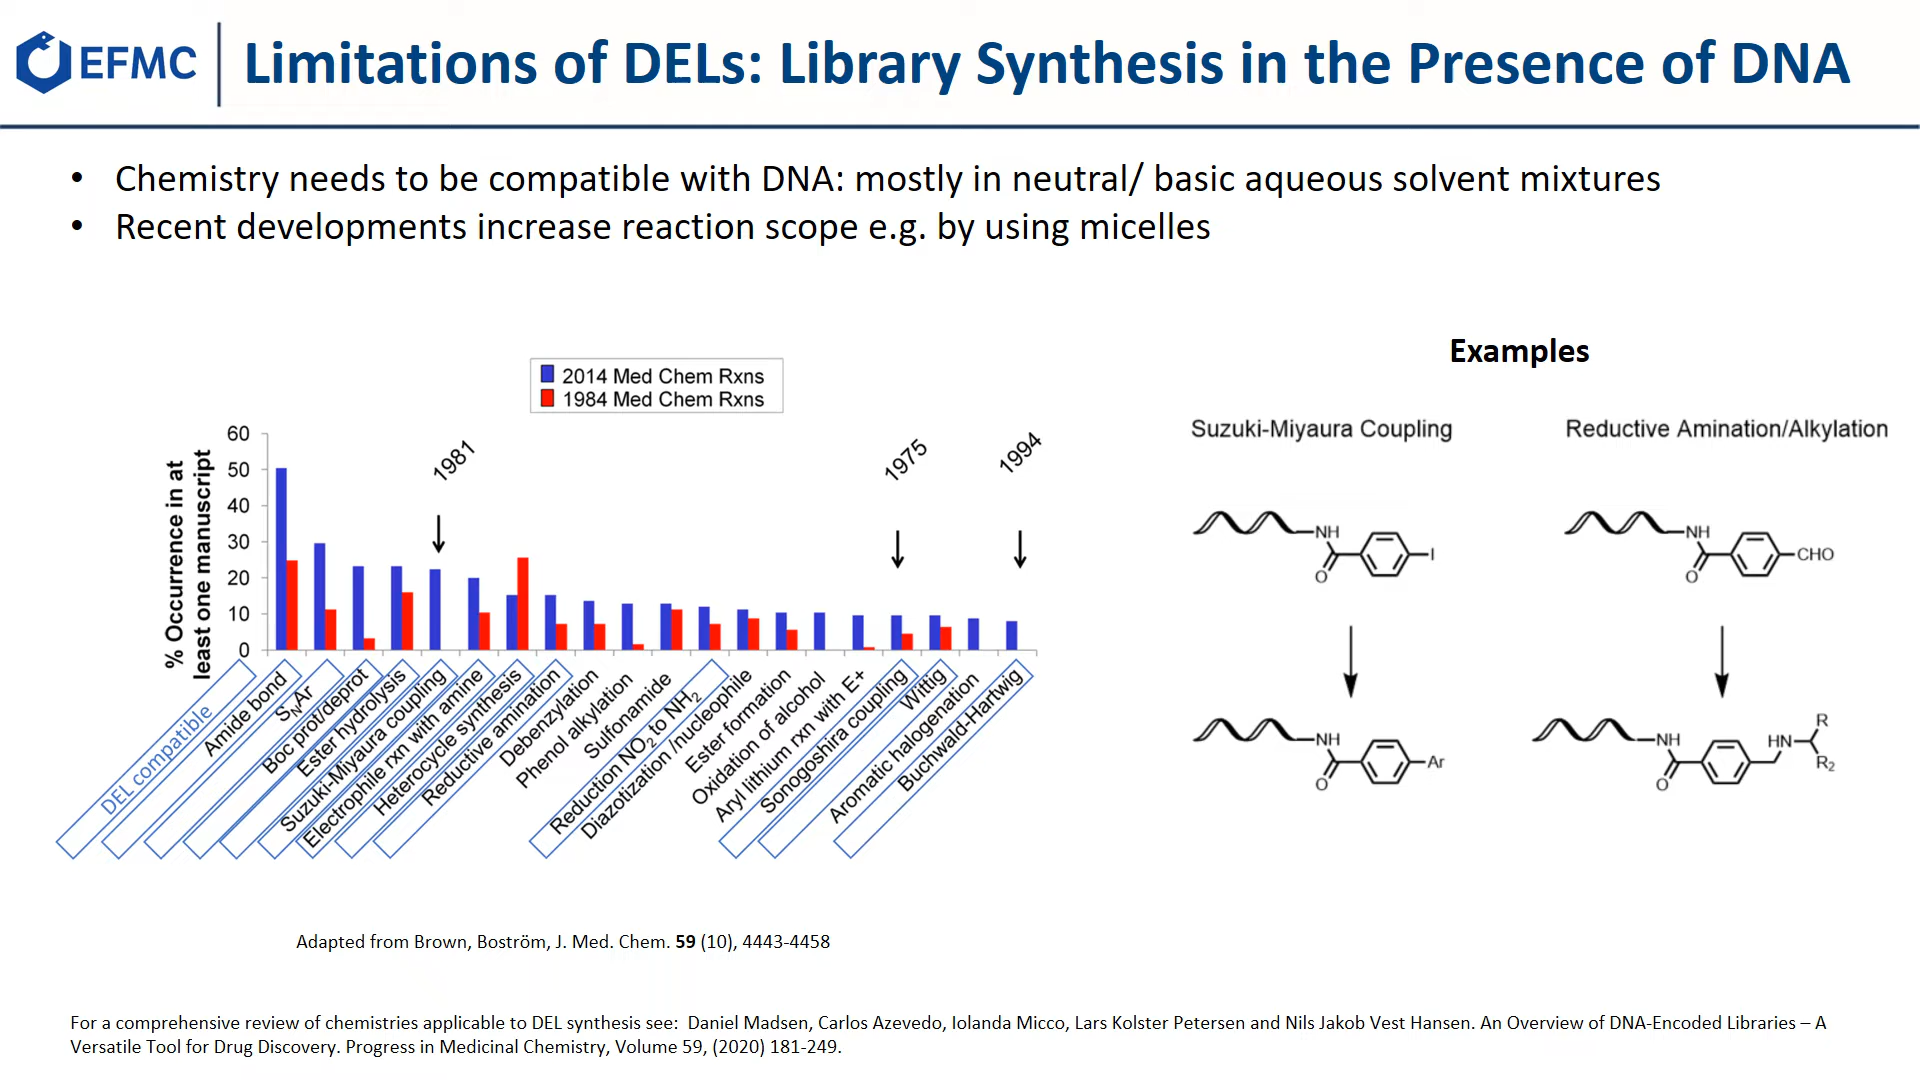 EFMC
Limitations of DELs: Library Synthesis in the Presence of DNA
• Chemistry needs to be compatible with DNA: mostly in neutral/ basic aqueous solvent mixtures
• Recent developments increase reaction scope e.g. by using micelles
2014 Med Chem Rxns
1984 Med Chem Rxns
% Occurrence in at
least one manuscript
60
50
40
30
20
10
0
1981
1975
1994
DEL compatible
Amide bond
SNAr
Boc prot/deprot
Ester hydrolysis
Suzuki-Miyaura coupling
Electrophile rxn with amine
Heterocycle synthesis
Reductive amination
Debenzylation
Phenol alkylation
Sulfonamide
Reduction NO2 to NH2
Diazotization /nucleophile
Ester formation
Oxidation of alcohol
Aryl lithium rxn with E+
Sonogoshira coupling
Wittig
Aromatic halogenation
Buchwald-Hartwig
Adapted from Brown, Boström, J. Med. Chem. 59 (10), 4443-4458
Examples
Suzuki-Miyaura Coupling
NH
O
I
NH
O
Ar
Reductive Amination/Alkylation
NH
O
CHO
NH
O
HN
R
R2
For a comprehensive review of chemistries applicable to DEL synthesis see: Daniel Madsen, Carlos Azevedo, Iolanda Micco, Lars Kolster Petersen and Nils Jakob Vest Hansen. An Overview of DNA-Encoded Libraries – A
Versatile Tool for Drug Discovery. Progress in Medicinal Chemistry, Volume 59, (2020) 181-249.